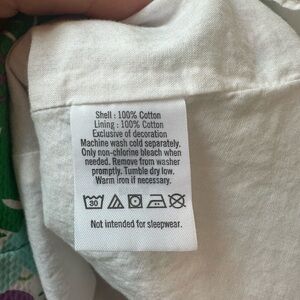 Shell : 100% Cotton
Lining : 100% Cotton
Exclusive of decoration
Machine wash cold separately.
Only non-chlorine bleach when
needed. Remove from washer
promptly. Tumble dry low.
Warm iron if necessary.
30
Not intended for sleepwear.